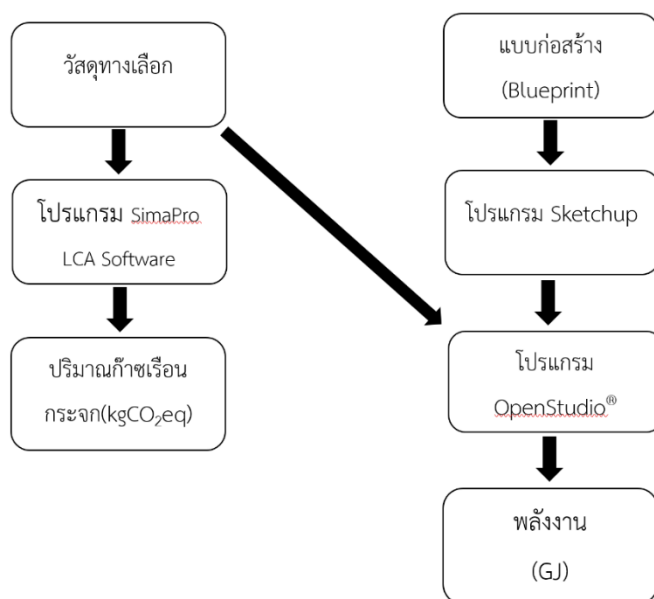 วัสดุทางเลือก
โปรแกรม SimaPro
LCA Software
ปริมาณก๊าซเรือน
กระจก(kgCO₂eq)
แบบก่อสร้าง
(Blueprint)
โปรแกรม Sketchup
โปรแกรม
OpenStudio®
พลังงาน
(GJ)